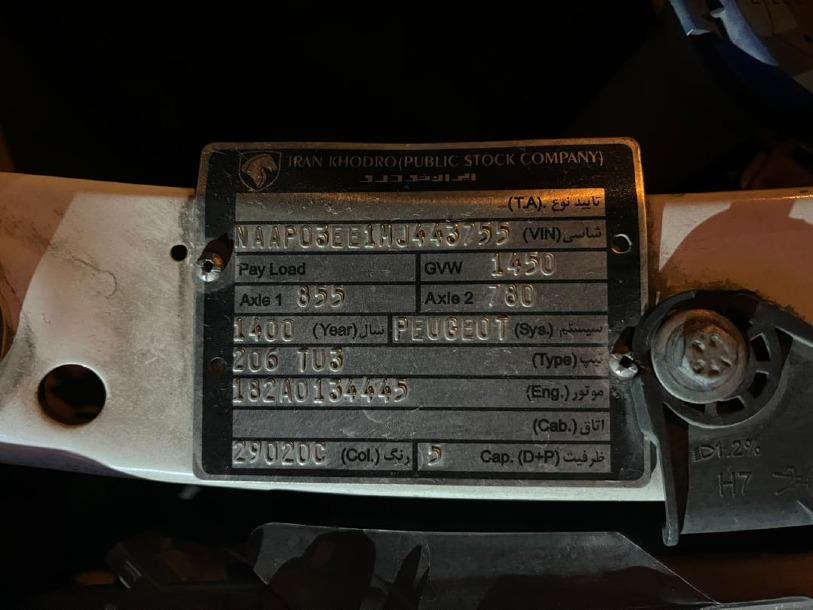 IRAN KHODRO(PUBLIC STOCK COMPANY)
ایران خودرو
تایید نوع .(T.A)
NAAP03EE1MJ443755 (VIN) شاسی
Pay Load GVW 1450
Axle 1 855 Axle 2 780
1400 (Year) سال PEUGEOT (Sys.) سیستم
206 TU3 (Type) تیپ
182A0134445 (Eng.) موتور
اتاق (Cab.)
29020C (Col.) رنگ 5 Cap. (D+P) ظرفیت
D1.2%
H7